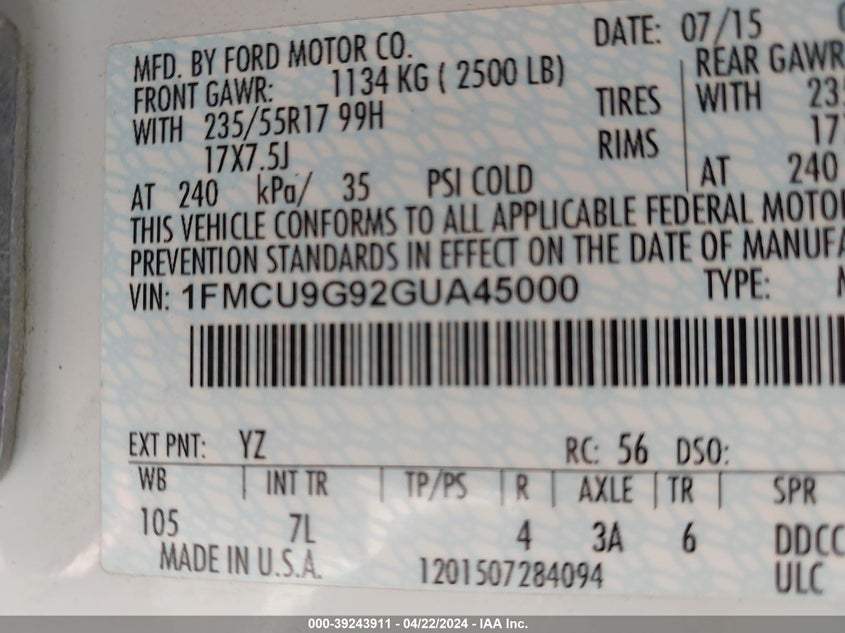 MFD. BY FORD MOTOR CO. DATE: 07/15
FRONT GAWR: 1134 KG ( 2500 LB) REAR GAWR
WITH 235/55R17 99H TIRES WITH 235
17X7.5J RIMS 17
AT 240 kPa/ 35 PSI COLD AT 240
THIS VEHICLE CONFORMS TO ALL APPLICABLE FEDERAL MOTOR
PREVENTION STANDARDS IN EFFECT ON THE DATE OF MANUFA
VIN: 1FMCU9G92GUA45000 TYPE:
EXT PNT: YZ RC: 56 DSO:
WB | INT TR | TP/PS | R | AXLE | TR | SPR
105 7L 4 3A 6 DDCC
MADE IN U.S.A. 1201507284094 ULC
000-39243911 - 04/22/2024 - IAA Inc.